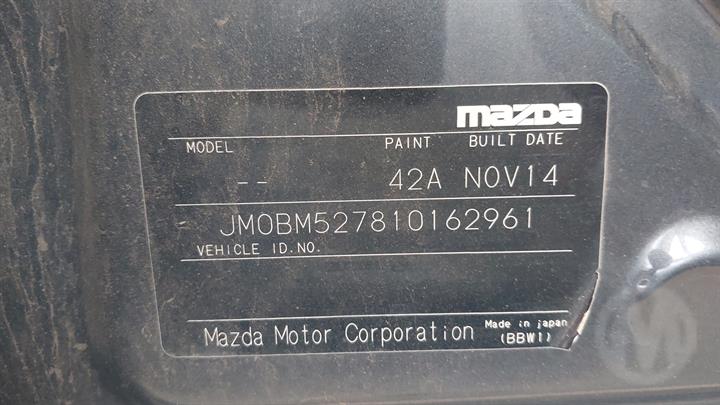 mazda
MODEL PAINT BUILT DATE
-- 42A NOV14
JM0BM527810162961
VEHICLE ID.NO.
Mazda Motor Corporation Made in japan
(BBW1)